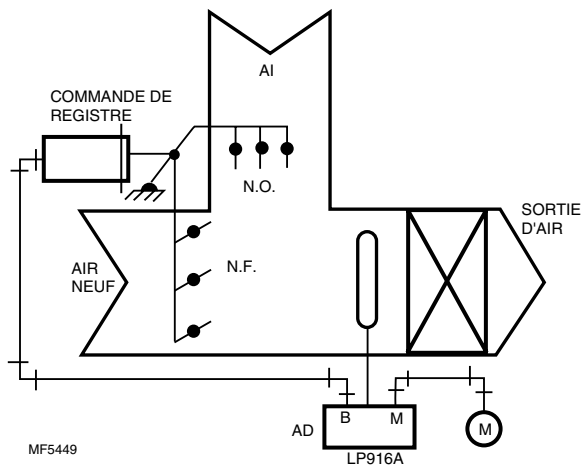 AI
COMMANDE DE
REGISTRE
N.O.
SORTIE
D'AIR
AIR
NEUF
N.F.
B
M
AD
M
LP916A
MF5449